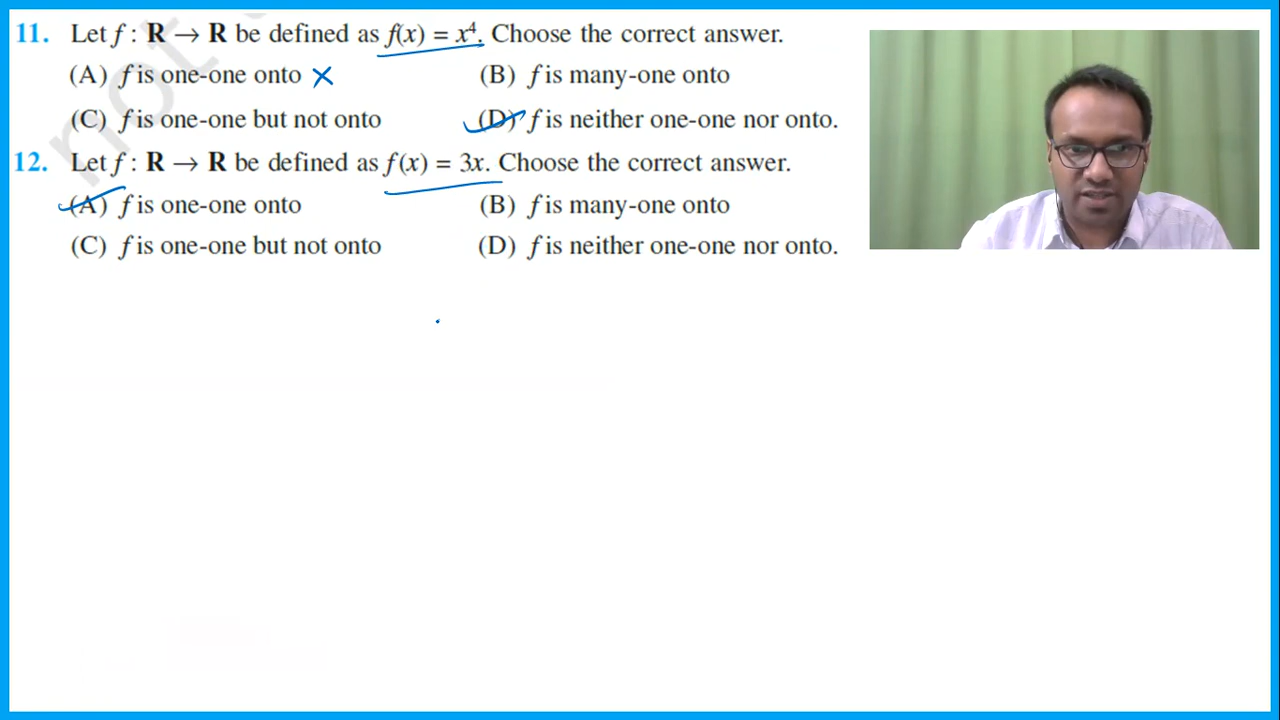 11. Let f : R → R be defined as f(x) = x⁴. Choose the correct answer.
(A) f is one-one onto (B) f is many-one onto
(C) f is one-one but not onto (D) f is neither one-one nor onto.
12. Let f : R → R be defined as f(x) = 3x. Choose the correct answer.
(A) f is one-one onto (B) f is many-one onto
(C) f is one-one but not onto (D) f is neither one-one nor onto.
not